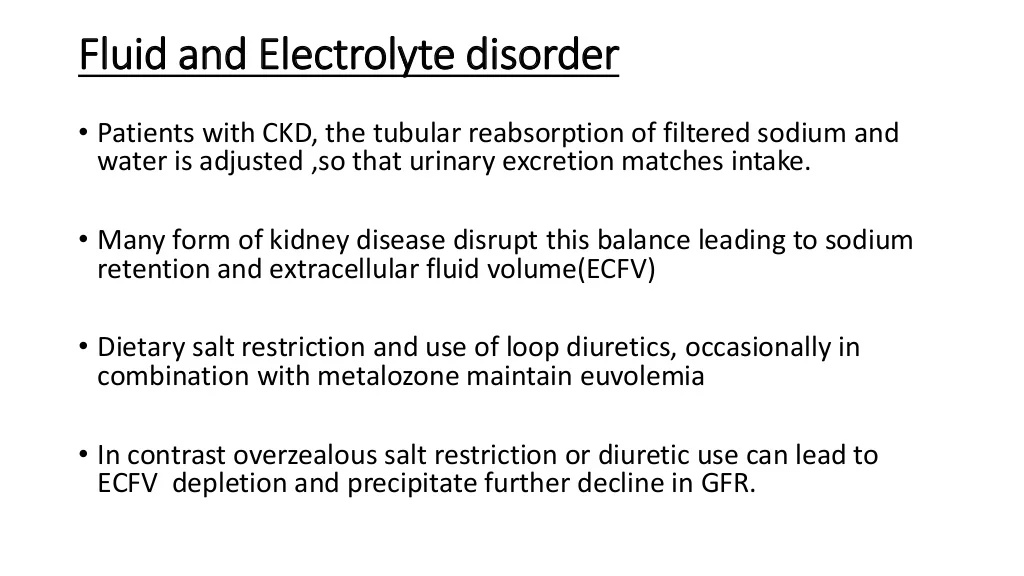 Fluid and Electrolyte disorder
• Patients with CKD, the tubular reabsorption of filtered sodium and
water is adjusted ,so that urinary excretion matches intake.
• Many form of kidney disease disrupt this balance leading to sodium
retention and extracellular fluid volume(ECFV)
• Dietary salt restriction and use of loop diuretics, occasionally in
combination with metalozone maintain euvolemia
• In contrast overzealous salt restriction or diuretic use can lead to
ECFV  depletion and precipitate further decline in GFR.